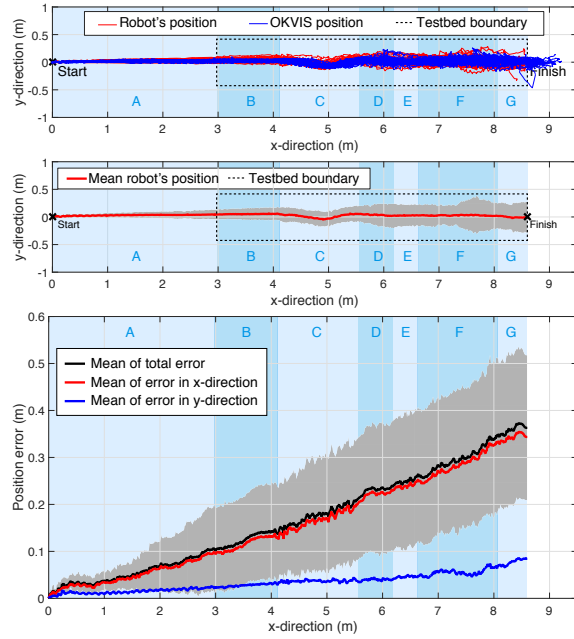 Robot's position OKVIS position Testbed boundary
1
0.5
0
-0.5
-1
y-direction (m)
Start
Finish
A B C D E F G
0 1 2 3 4 5 6 7 8 9
x-direction (m)
Mean robot's position Testbed boundary
1
0.5
0
-0.5
-1
y-direction (m)
Start
Finish
A B C D E F G
0 1 2 3 4 5 6 7 8 9
x-direction (m)
0.6
0.5
0.4
0.3
0.2
0.1
0
Position error (m)
A B C D E F G
Mean of total error
Mean of error in x-direction
Mean of error in y-direction
0 1 2 3 4 5 6 7 8 9
x-direction (m)